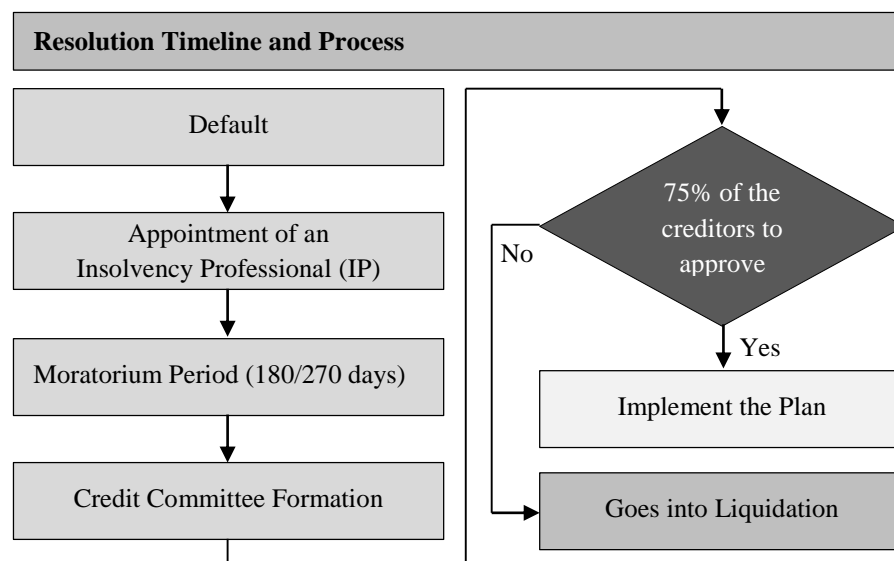 Resolution Timeline and Process
Default
Appointment of an
Insolvency Professional (IP)
Moratorium Period (180/270 days)
Credit Committee Formation
75% of the
creditors to
approve
No
Yes
Implement the Plan
Goes into Liquidation